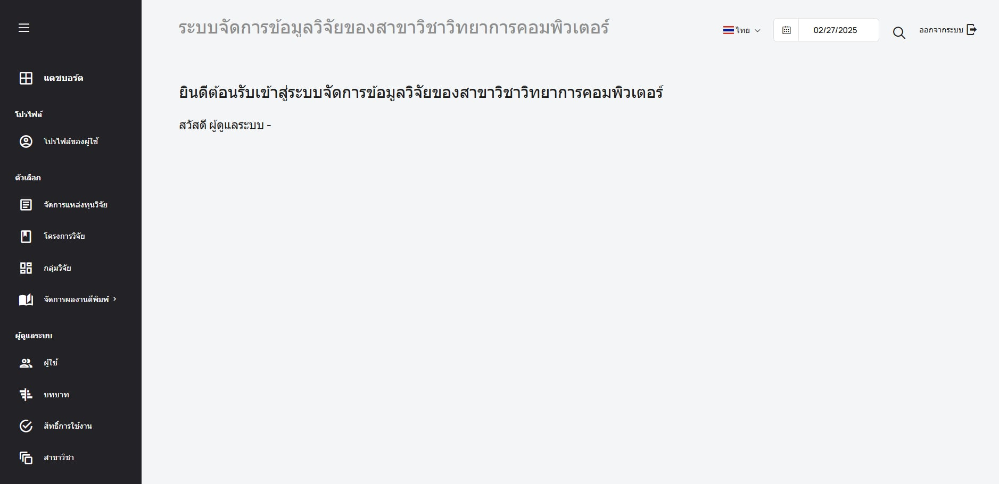 ระบบจัดการข้อมูลวิจัยของสาขาวิชาวิทยาการคอมพิวเตอร์
ไทย
02/27/2025
ออกจากระบบ
แดชบอร์ด
โปรไฟล์
โปรไฟล์ของผู้ใช้
ตัวเลือก
จัดการแหล่งทุนวิจัย
โครงการวิจัย
กลุ่มวิจัย
จัดการผลงานตีพิมพ์
ผู้ดูแลระบบ
ผู้ใช้
บทบาท
สิทธิ์การใช้งาน
สาขาวิชา
ยินดีต้อนรับเข้าสู่ระบบจัดการข้อมูลวิจัยของสาขาวิชาวิทยาการคอมพิวเตอร์
สวัสดี ผู้ดูแลระบบ -